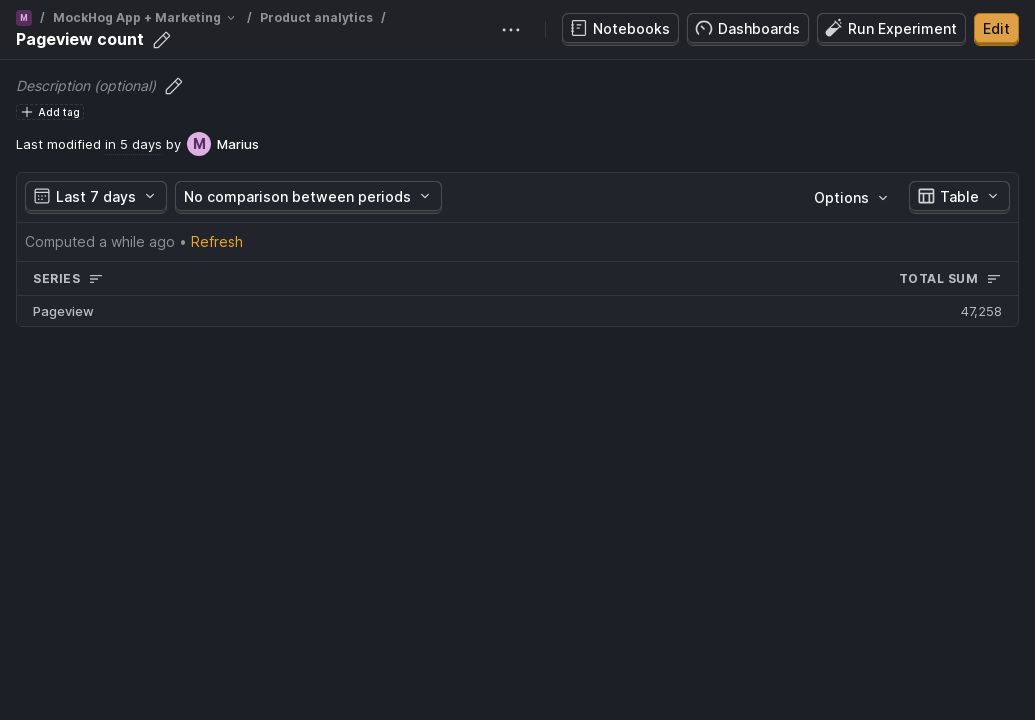 M / MockHog App + Marketing / Product analytics /
Pageview count
Notebooks
Dashboards
Run Experiment
Edit
Description (optional)
Add tag
Last modified in 5 days by M Marius
Last 7 days
No comparison between periods
Options
Table
Computed a while ago • Refresh
SERIES
TOTAL SUM
Pageview
47,258